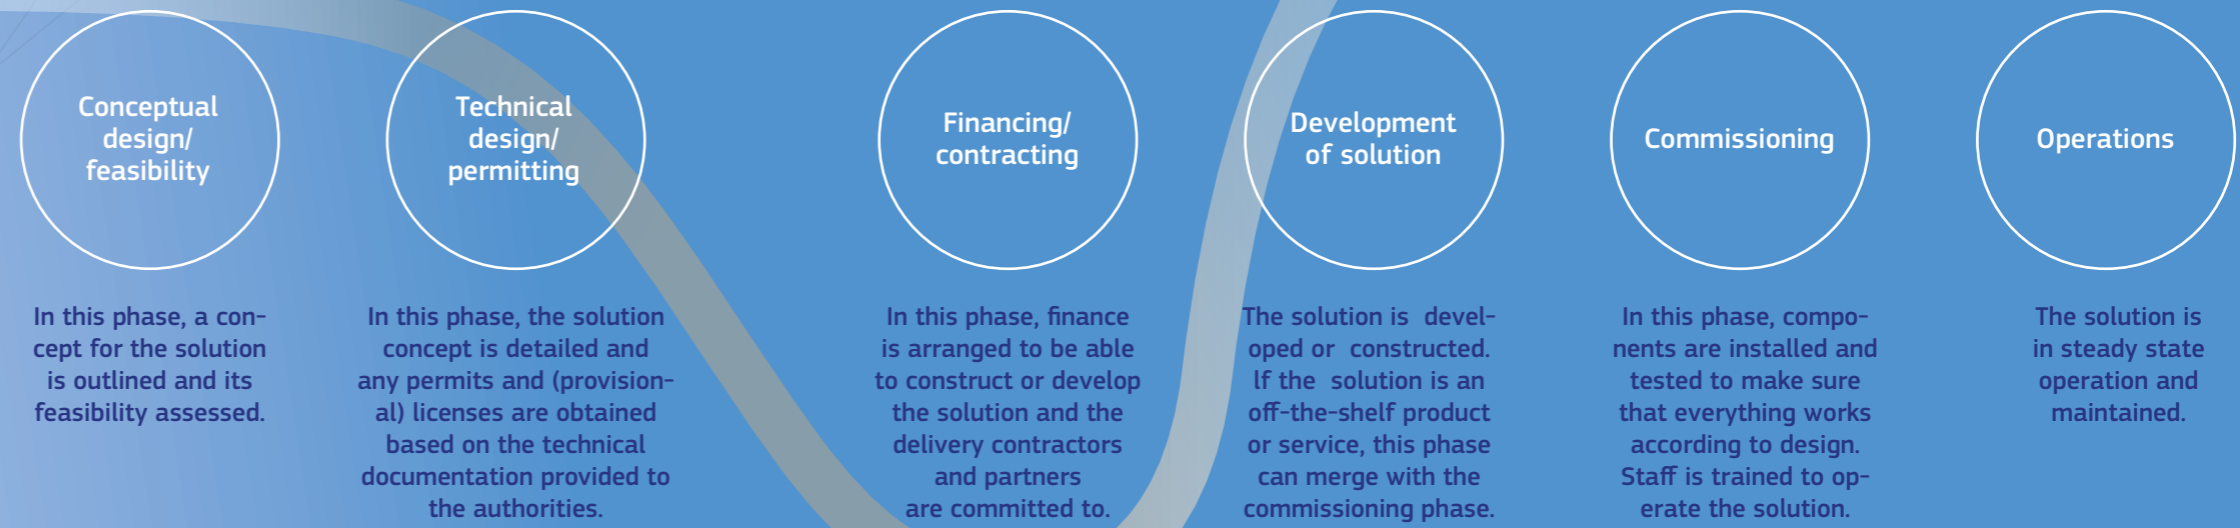 Conceptual
design/
feasibility
In this phase, a con-
cept for the solution
is outlined and its
feasibility assessed.
Technical
design/
permitting
In this phase, the solution
concept is detailed and
any permits and (provision-
al) licenses are obtained
based on the technical
documentation provided to
the authorities.
Financing/
contracting
In this phase, finance
is arranged to be able
to construct or develop
the solution and the
delivery contractors
and partners
are committed to.
Development
of solution
The solution is devel-
oped or constructed.
If the solution is an
off-the-shelf product
or service, this phase
can merge with the
commissioning phase.
Commissioning
In this phase, compo-
nents are installed and
tested to make sure
that everything works
according to design.
Staff is trained to op-
erate the solution.
Operations
The solution is
in steady state
operation and
maintained.